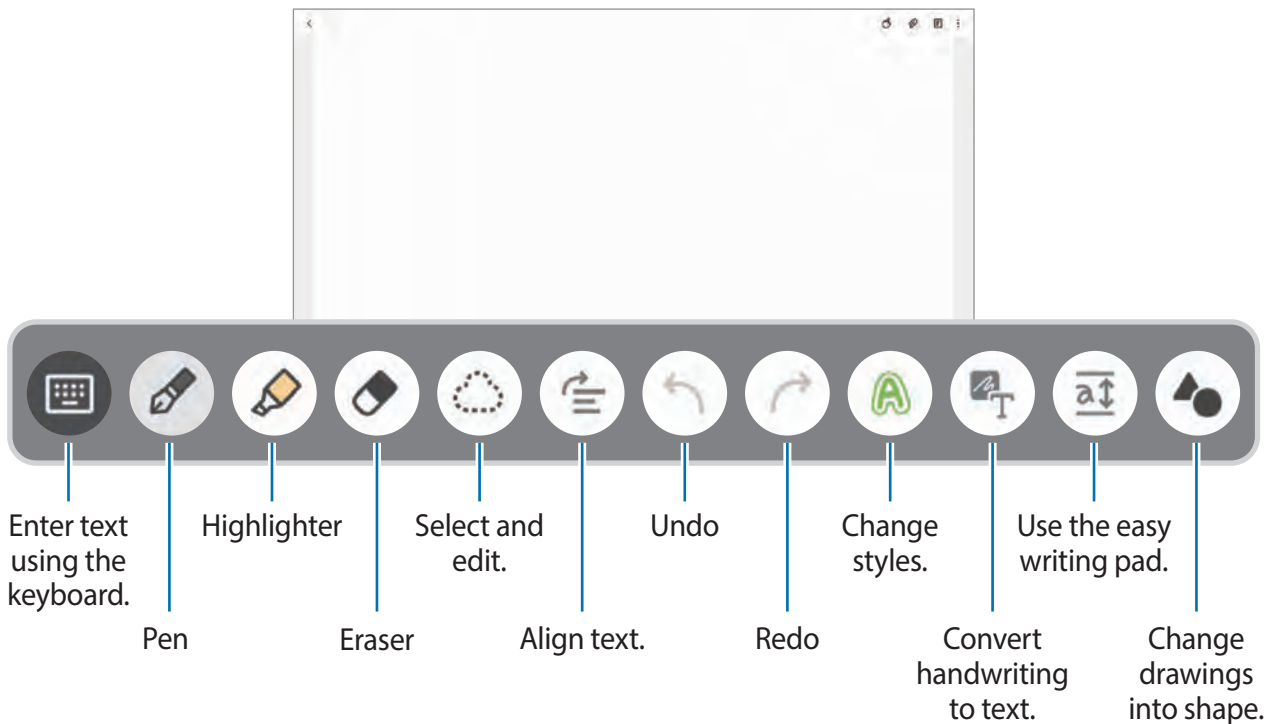 Enter text
using the
keyboard.
Pen
Highlighter
Eraser
Select and
edit.
Align text.
Undo
Redo
Change
styles.
Convert
handwriting
to text.
Use the easy
writing pad.
Change
drawings
into shape.